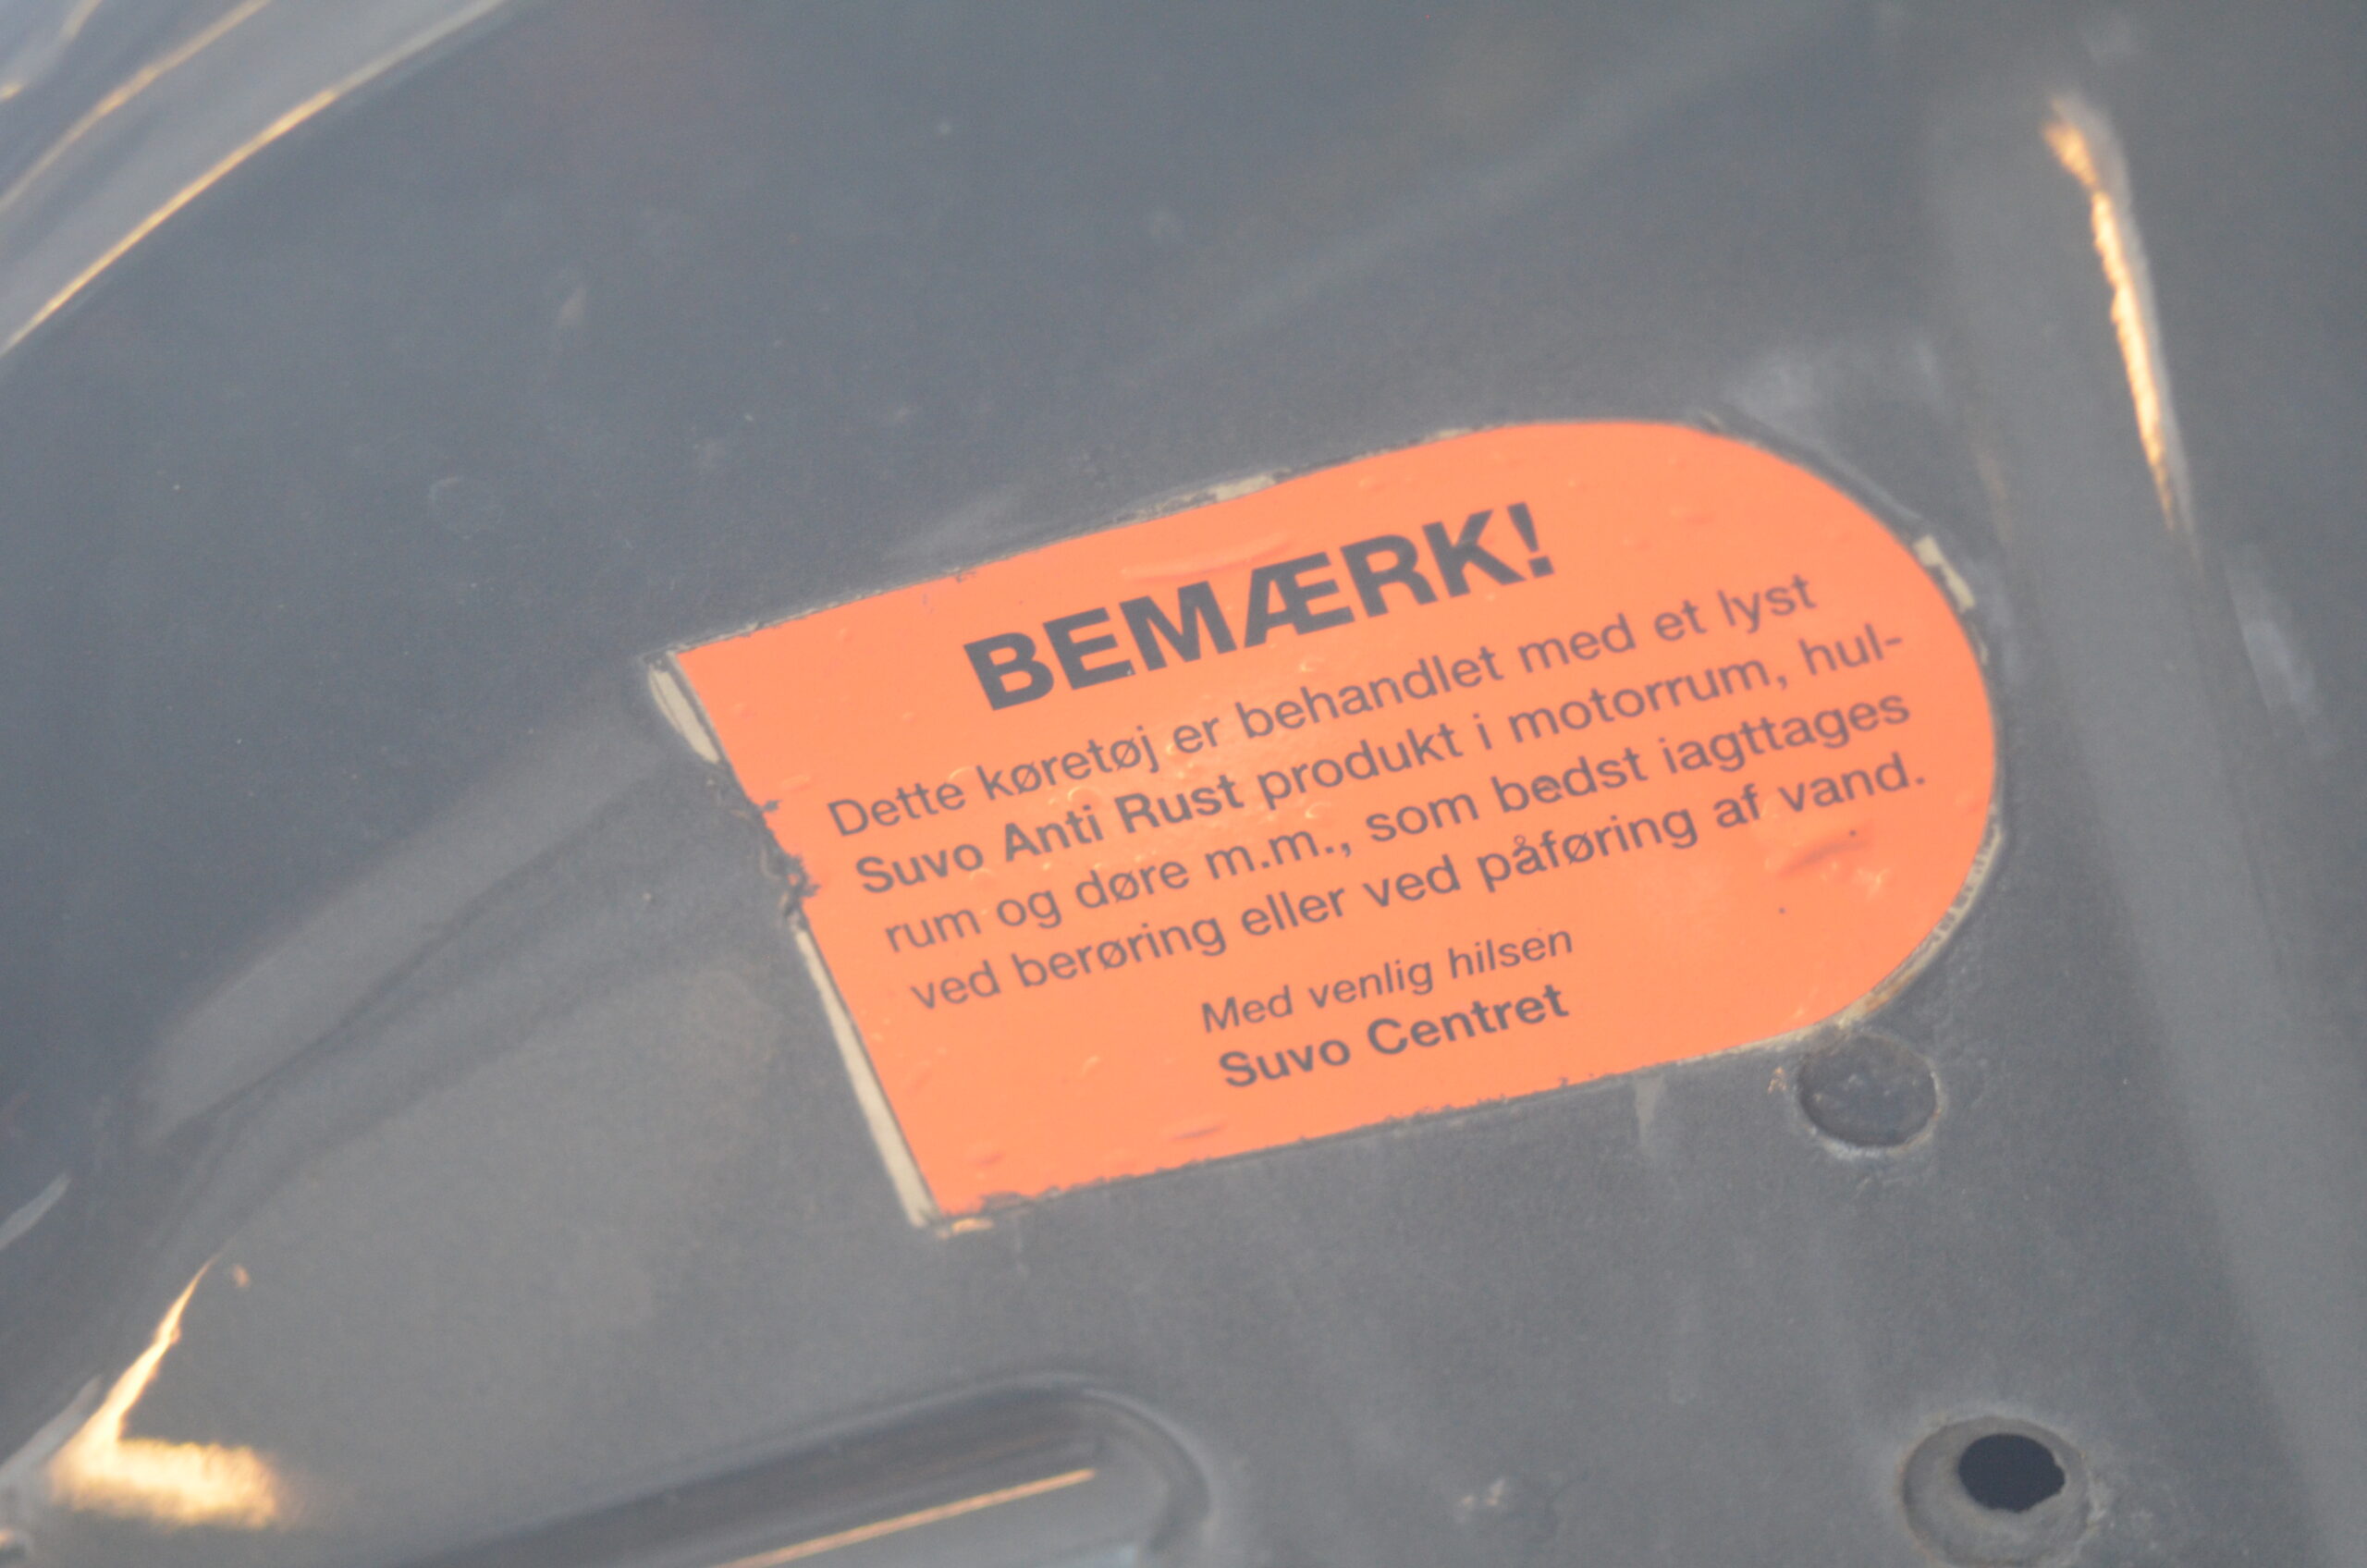 BEMÆRK!
Dette køretøj er behandlet med et lyst
Suvo Anti Rust produkt i motorrum, hul-
rum og døre m.m., som bedst iagttages
ved berøring eller ved påføring af vand.
Med venlig hilsen
Suvo Centret